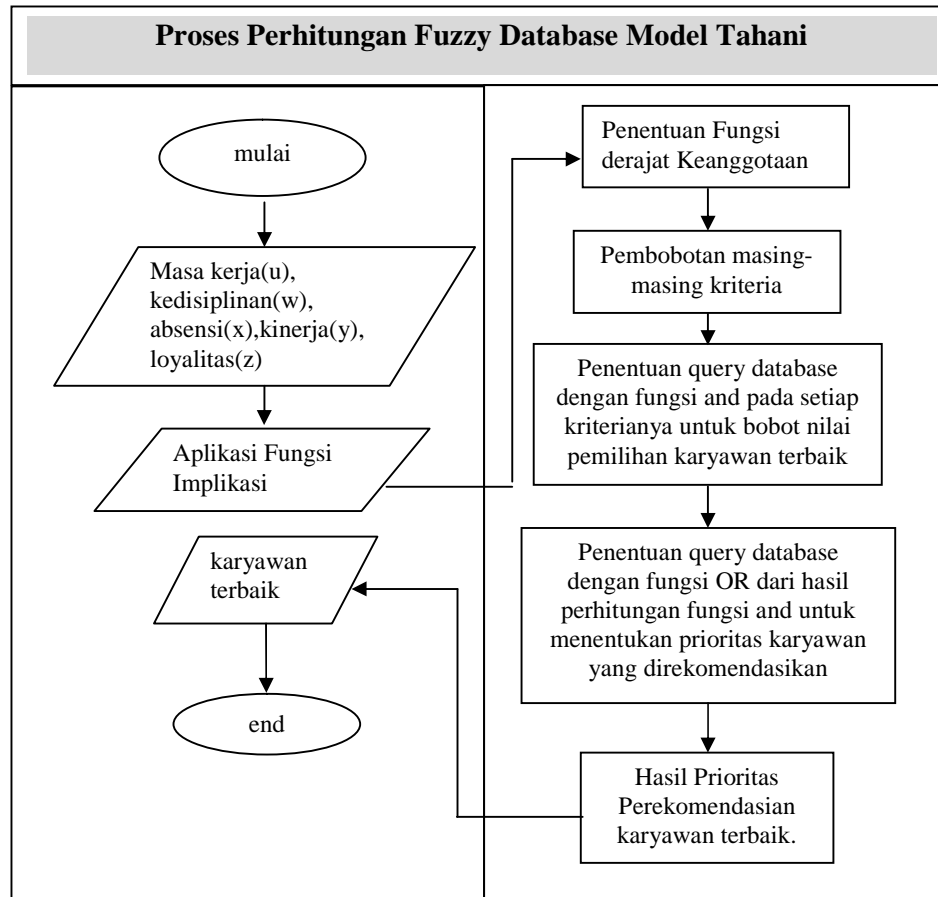 Proses Perhitungan Fuzzy Database Model Tahani
mulai
Masa kerja(u),
kedisiplinan(w),
absensi(x),kinerja(y),
loyalitas(z)
Aplikasi Fungsi
Implikasi
Penentuan Fungsi
derajat Keanggotaan
Pembobotan masing-
masing kriteria
Penentuan query database
dengan fungsi and pada setiap
kriterianya untuk bobot nilai
pemilihan karyawan terbaik
Penentuan query database
dengan fungsi OR dari hasil
perhitungan fungsi and untuk
menentukan prioritas karyawan
yang direkomendasikan
Hasil Prioritas
Perekomendasian
karyawan terbaik.
karyawan
terbaik
end